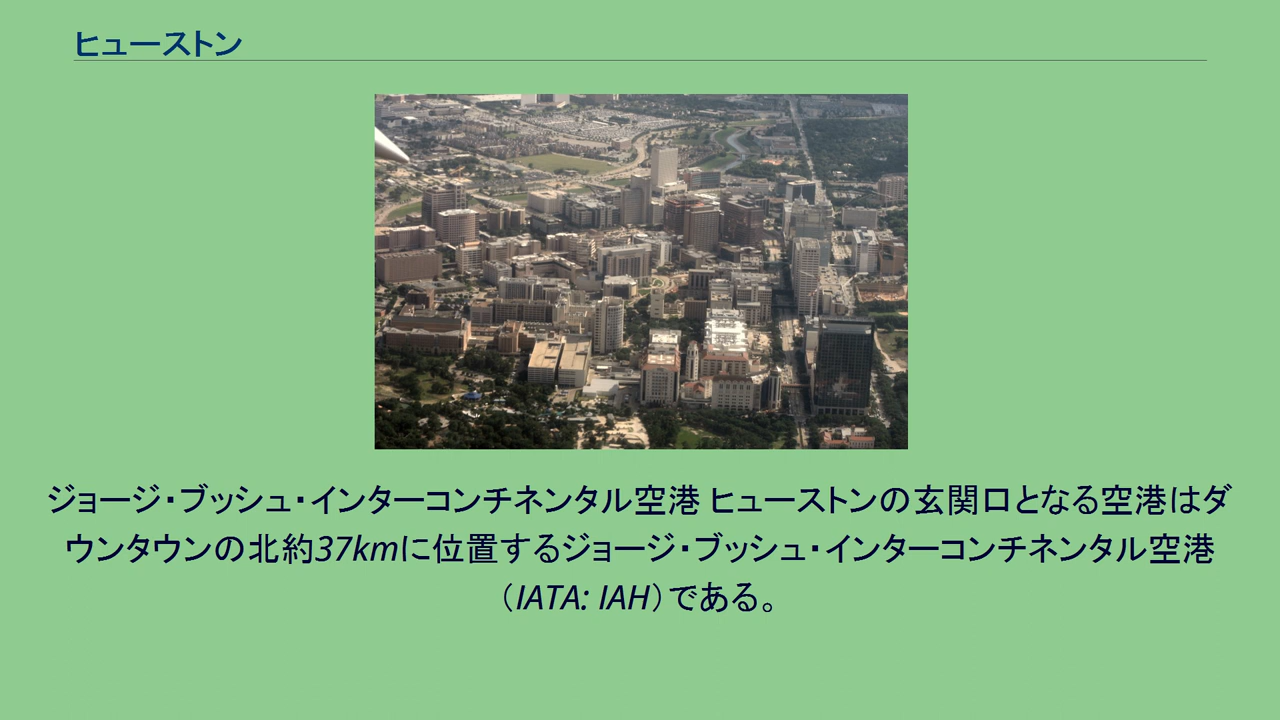 ヒューストン
ジョージ・ブッシュ・インターコンチネンタル空港 ヒューストンの玄関口となる空港はダ
ウンタウンの北約37kmに位置するジョージ・ブッシュ・インターコンチネンタル空港
（IATA: IAH）である。